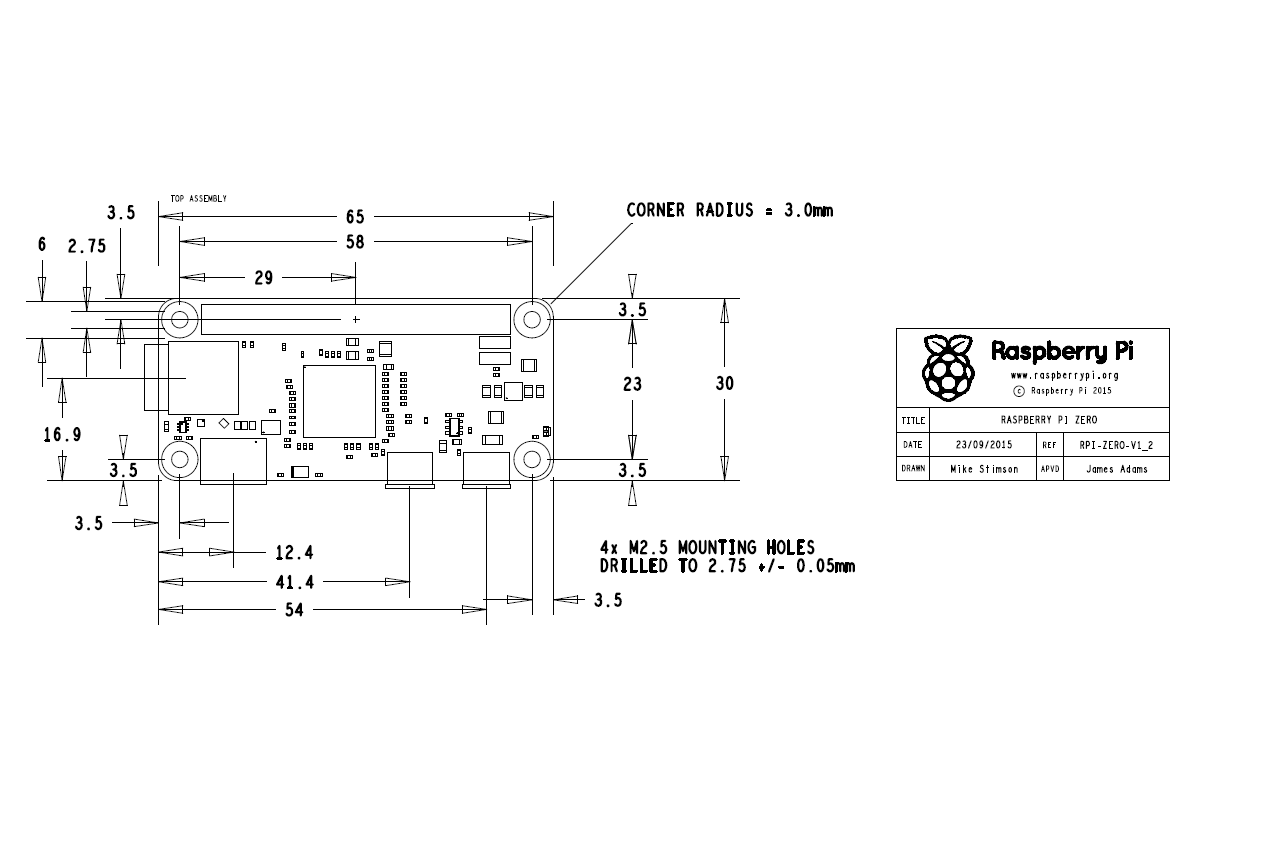 TOP ASSEMBLY
3.5
65
CORNER RADIUS = 3.0mm
6
2.75
58
29
3.5
23
30
16.9
3.5
3.5
3.5
12.4
41.4
54
4x M2.5 MOUNTING HOLES
DRILLED TO 2.75 +/- 0.05mm
3.5
Raspberry Pi
www.raspberrypi.org
© Raspberry Pi 2015
TITLE RASPBERRY PI ZERO
DATE 23/09/2015 REF RPI-ZERO-V1_2
DRAWN Mike Stimson APVD James Adams